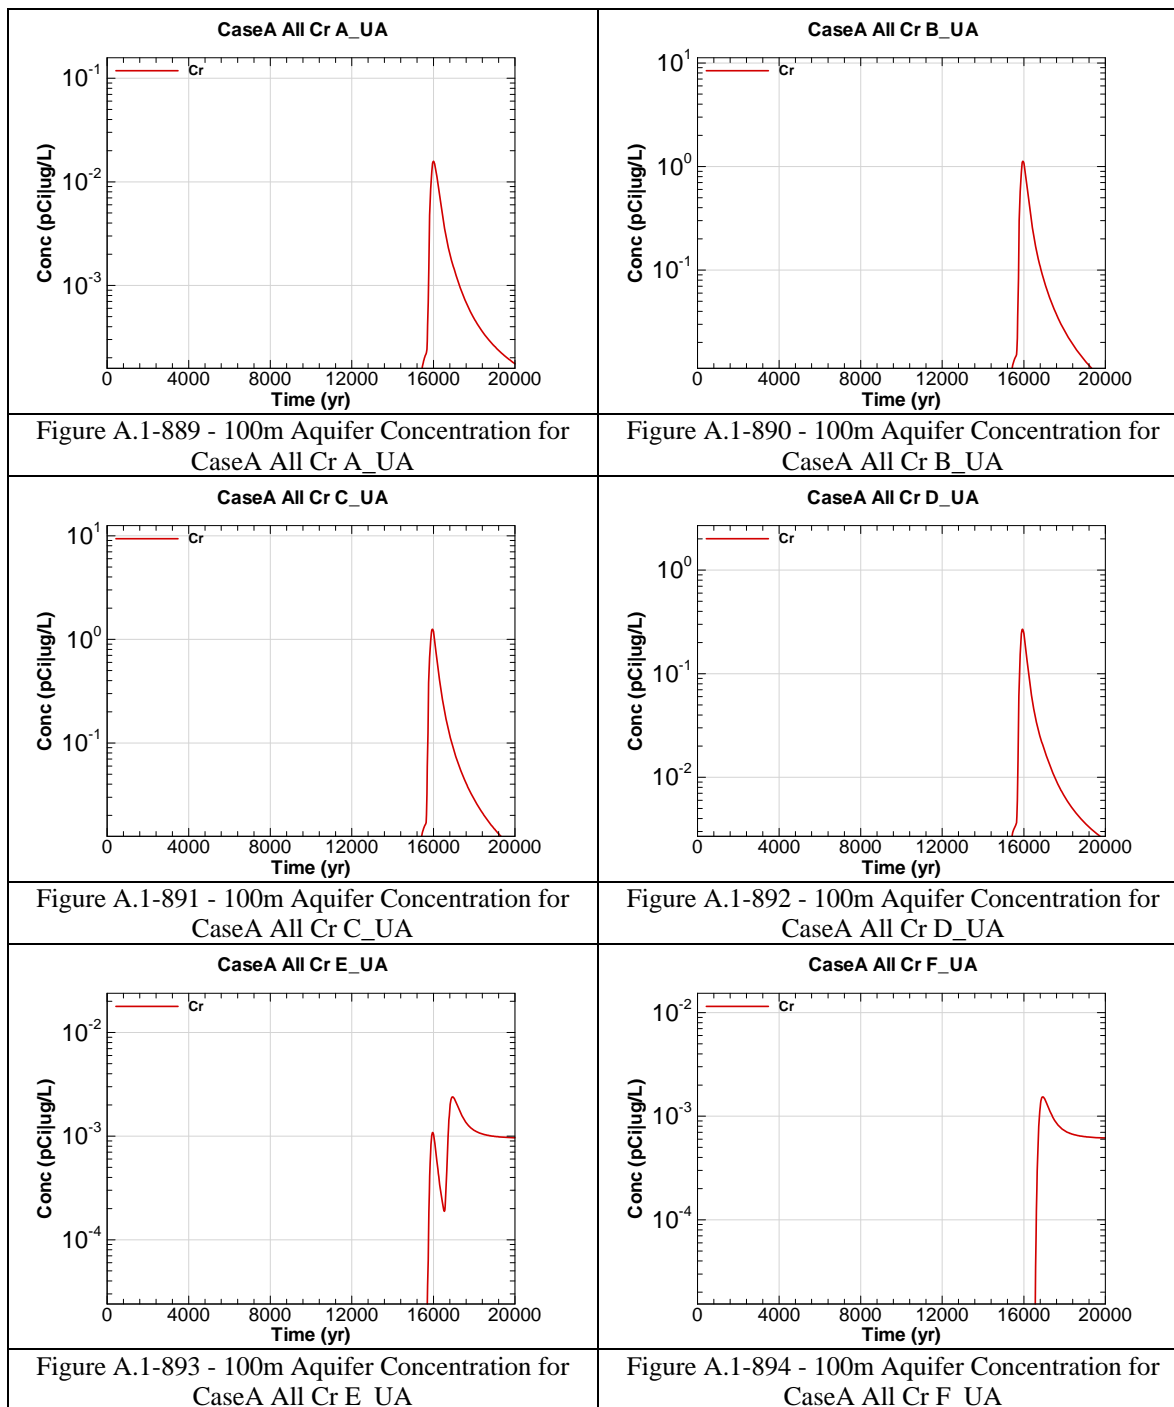 CaseA All Cr A_UA
Cr
10-1
10-2
10-3
Conc (pCi|ug/L)
0 4000 8000 12000 16000 20000
Time (yr)
Figure A.1-889 - 100m Aquifer Concentration for
CaseA All Cr A_UA
CaseA All Cr B_UA
Cr
101
100
10-1
Conc (pCi|ug/L)
0 4000 8000 12000 16000 20000
Time (yr)
Figure A.1-890 - 100m Aquifer Concentration for
CaseA All Cr B_UA
CaseA All Cr C_UA
Cr
101
100
10-1
Conc (pCi|ug/L)
0 4000 8000 12000 16000 20000
Time (yr)
Figure A.1-891 - 100m Aquifer Concentration for
CaseA All Cr C_UA
CaseA All Cr D_UA
Cr
100
10-1
10-2
Conc (pCi|ug/L)
0 4000 8000 12000 16000 20000
Time (yr)
Figure A.1-892 - 100m Aquifer Concentration for
CaseA All Cr D_UA
CaseA All Cr E_UA
Cr
10-2
10-3
10-4
Conc (pCi|ug/L)
0 4000 8000 12000 16000 20000
Time (yr)
Figure A.1-893 - 100m Aquifer Concentration for
CaseA All Cr E_UA
CaseA All Cr F_UA
Cr
10-2
10-3
10-4
Conc (pCi|ug/L)
0 4000 8000 12000 16000 20000
Time (yr)
Figure A.1-894 - 100m Aquifer Concentration for
CaseA All Cr F_UA